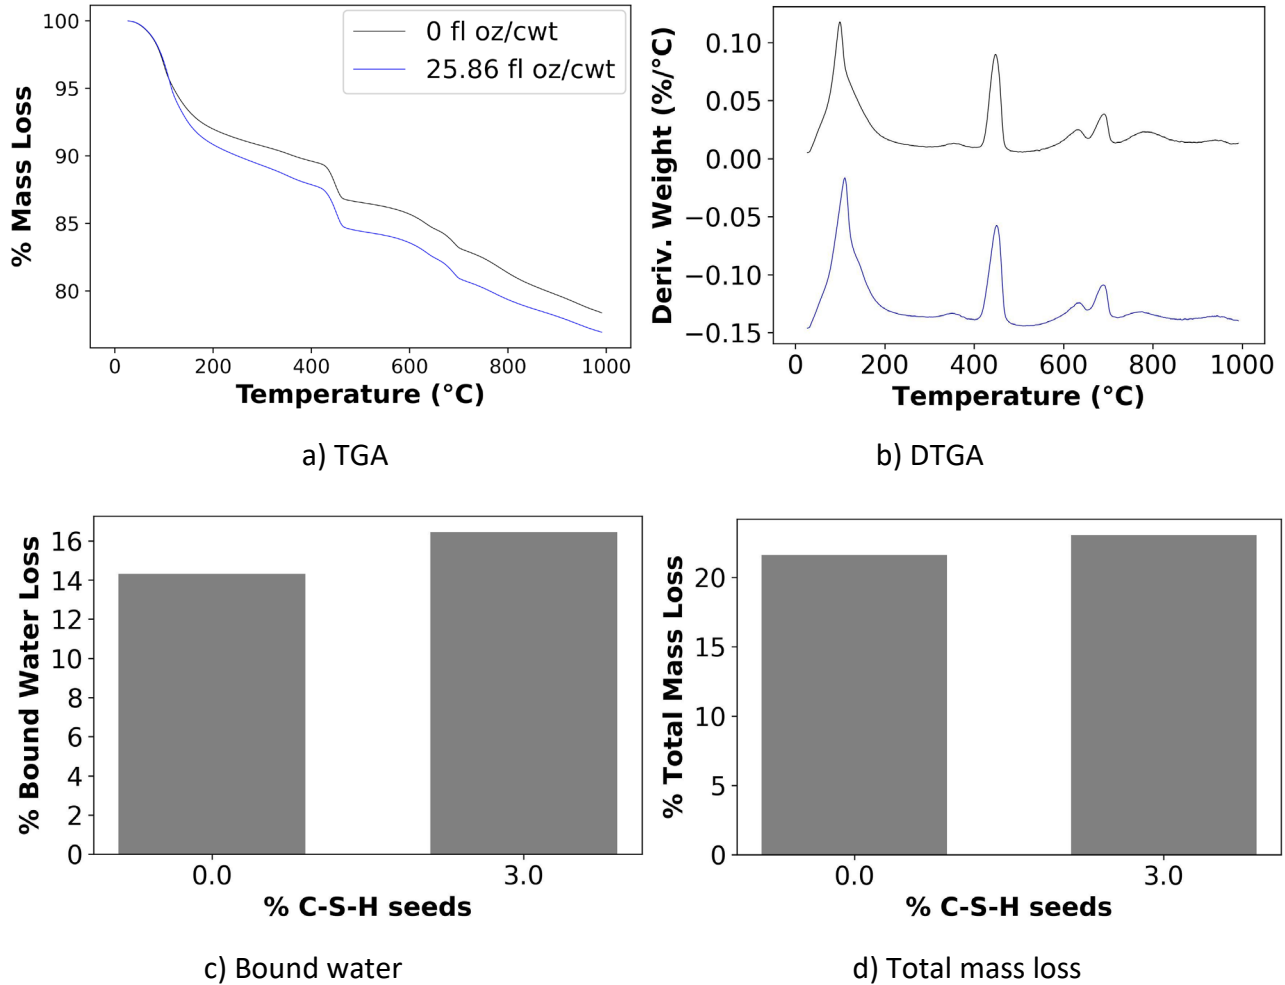 100
95
90
85
80
% Mass Loss
0 fl oz/cwt
25.86 fl oz/cwt
0 200 400 600 800 1000
Temperature (°C)
a) TGA
0.10
0.05
0.00
−0.05
−0.10
−0.15
Deriv. Weight (%/°C)
0 200 400 600 800 1000
Temperature (°C)
b) DTGA
16
14
12
10
8
6
4
2
0
% Bound Water Loss
0.0 3.0
% C-S-H seeds
c) Bound water
20
15
10
5
0
% Total Mass Loss
0.0 3.0
% C-S-H seeds
d) Total mass loss